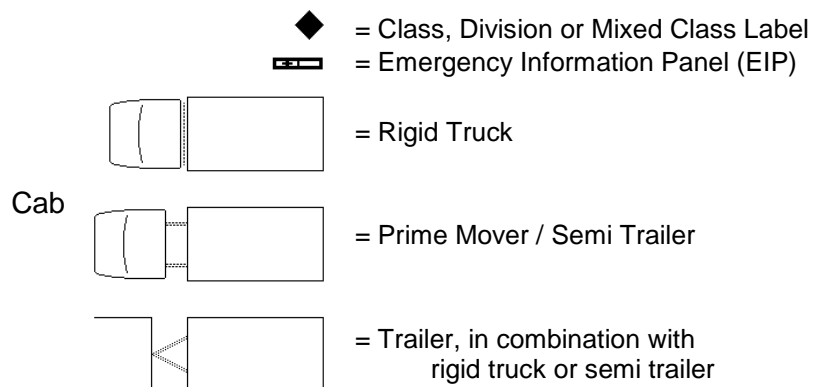 = Class, Division or Mixed Class Label
= Emergency Information Panel (EIP)
= Rigid Truck
Cab
= Prime Mover / Semi Trailer
= Trailer, in combination with
rigid truck or semi trailer